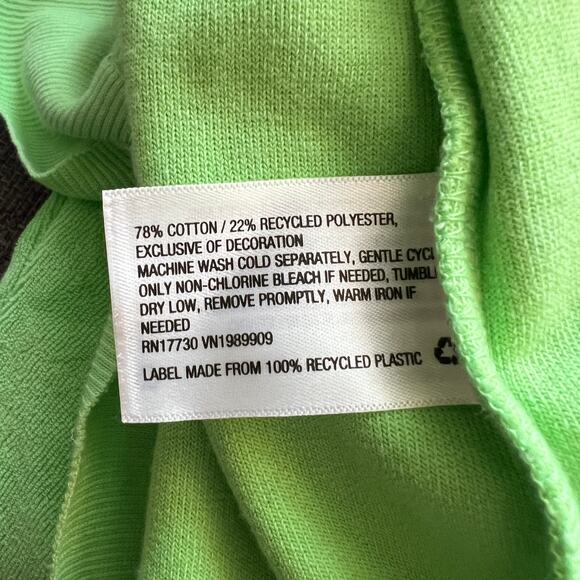 78% COTTON / 22% RECYCLED POLYESTER,
EXCLUSIVE OF DECORATION
MACHINE WASH COLD SEPARATELY, GENTLE
ONLY NON-CHLORINE BLEACH IF NEEDED,
DRY LOW, REMOVE PROMPTLY, WARM IRON IF
NEEDED
RN17730 VN1989909
LABEL MADE FROM 100% RECYCLED PLASTIC